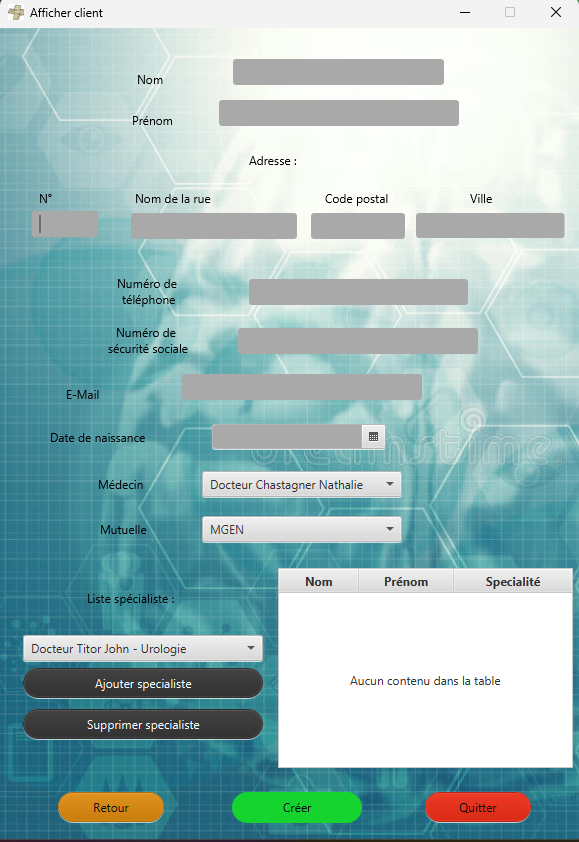 Afficher client
Nom
Prénom
Adresse :
N° Nom de la rue Code postal Ville
Numéro de
téléphone
Numéro de
sécurité sociale
E-Mail
Date de naissance
dreamstime.
Médecin Docteur Chastagner Nathalie
Mutuelle MGEN
Liste spécialiste :
Docteur Titor John - Urologie
Ajouter specialiste
Supprimer specialiste
Nom Prénom Specialité
Aucun contenu dans la table
Retour Créer Quitter